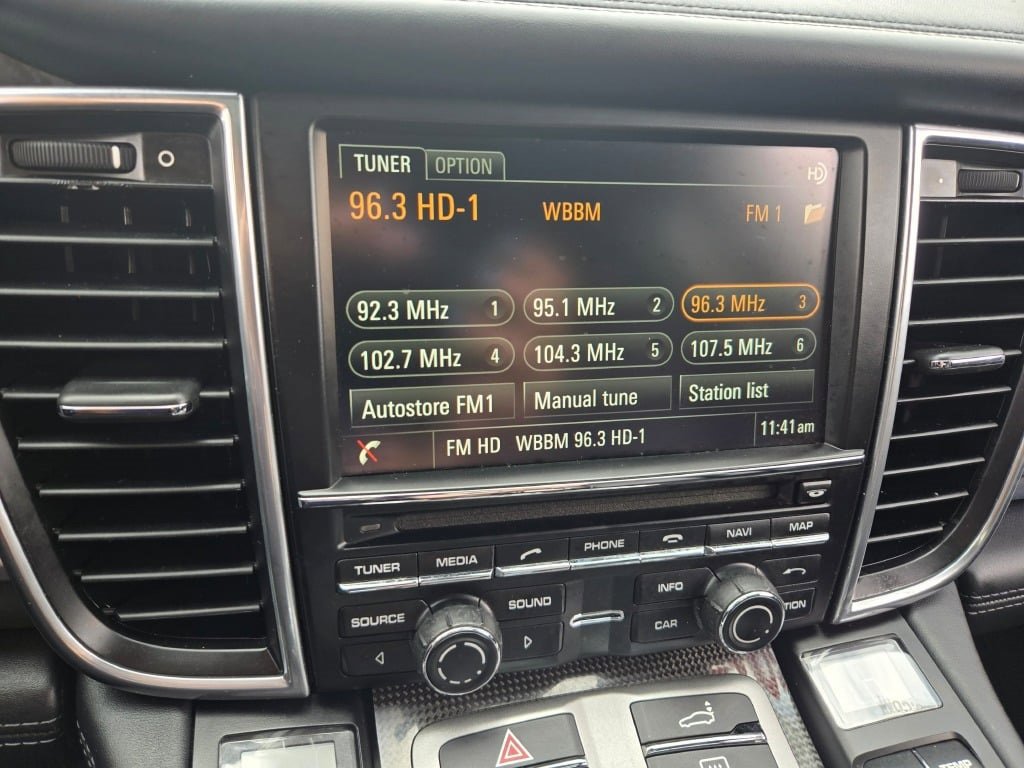 TUNER OPTION
HD
96.3 HD-1 WBBM FM 1
92.3 MHz 1 95.1 MHz 2 96.3 MHz 3
102.7 MHz 4 104.3 MHz 5 107.5 MHz 6
Autostore FM1 Manual tune Station list
FM HD WBBM 96.3 HD-1 11:41 am
TUNER MEDIA PHONE NAVI MAP
SOURCE SOUND INFO
CAR TION
TEMP